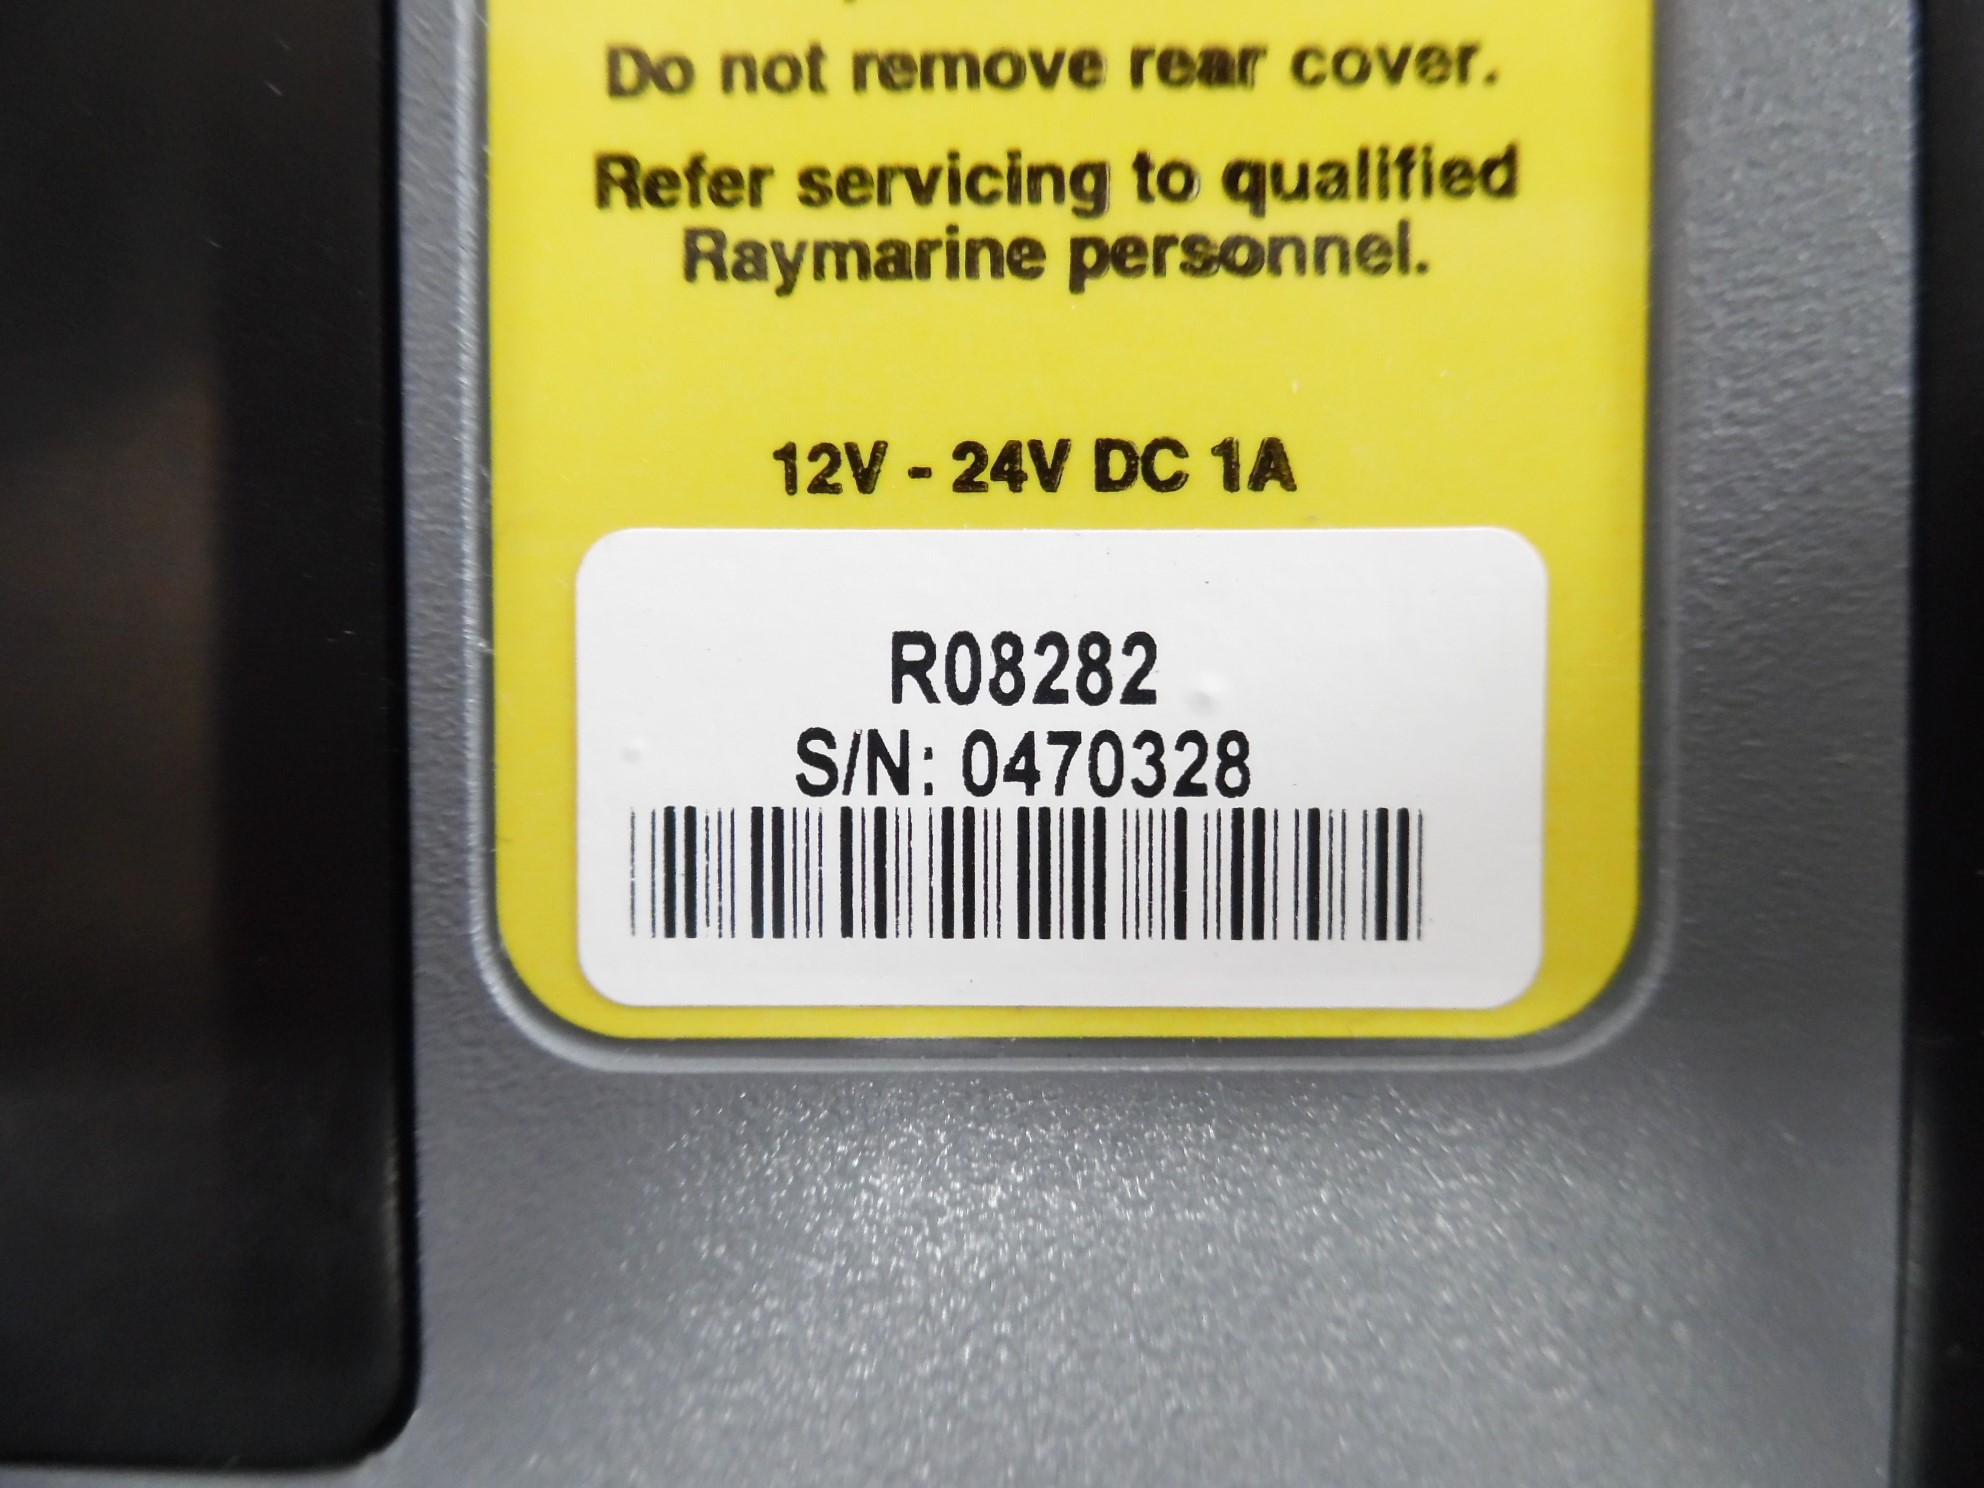 Do not remove rear cover.
Refer servicing to qualified
Raymarine personnel.
12V - 24V DC 1A
R08282
S/N: 0470328